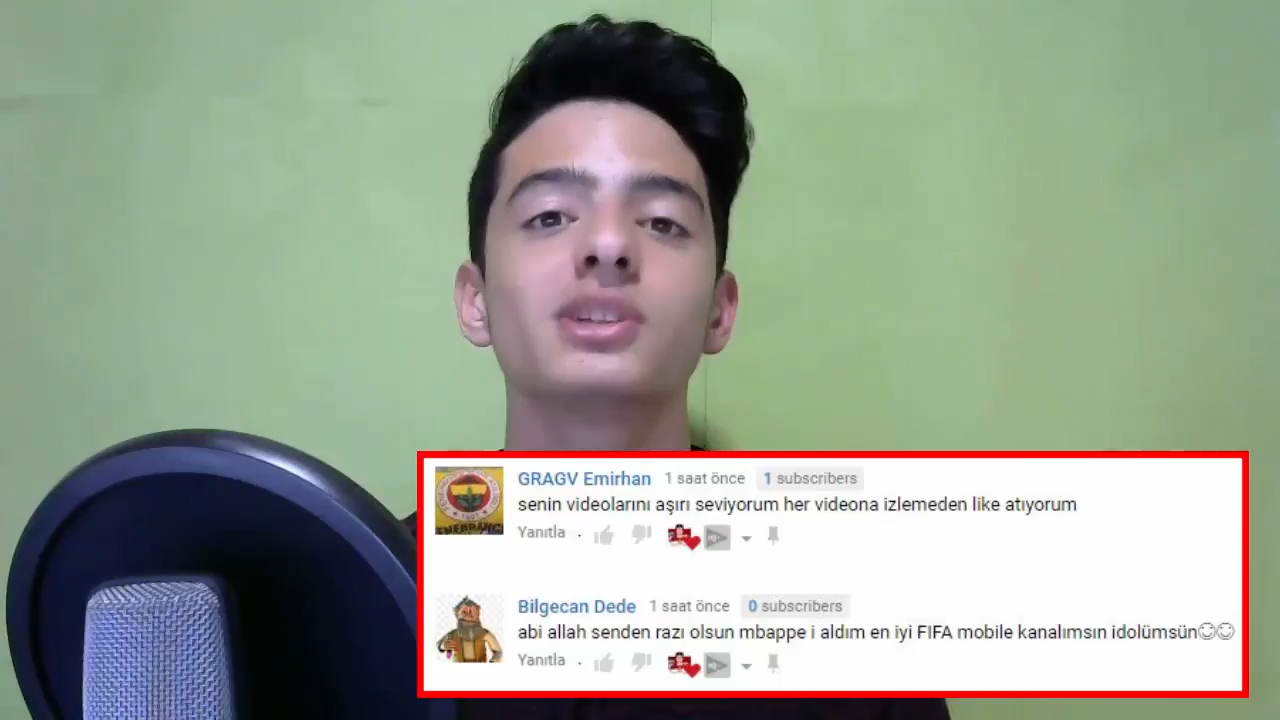 GRAGV Emirhan 1 saat önce 1 subscribers
senin videolarını aşırı seviyorum her videona izlemeden like atıyorum
Yanıtla
Bilgecan Dede 1 saat önce 0 subscribers
abi allah senden razı olsun mbappe i aldım en iyi FIFA mobile kanalımsın idolümsün☺☺
Yanıtla